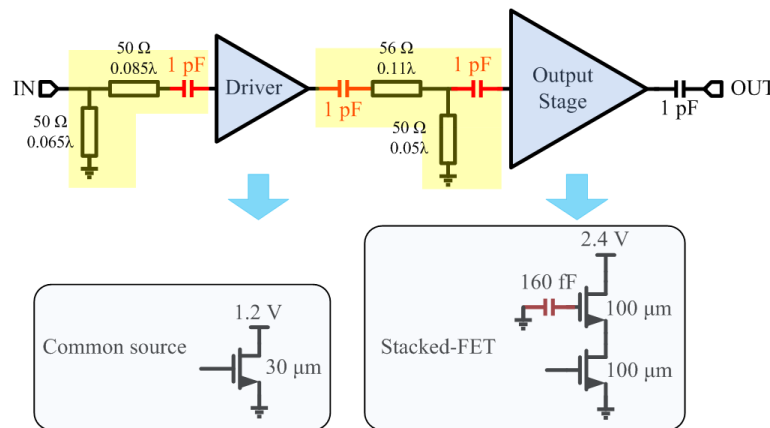 50 Ω
0.085λ
1 pF
IN
50 Ω
0.065λ
Driver
1 pF
56 Ω
0.11λ
1 pF
50 Ω
0.05λ
Output
Stage
1 pF
OUT
Common source
1.2 V
30 μm
Stacked-FET
2.4 V
160 fF
100 μm
100 μm